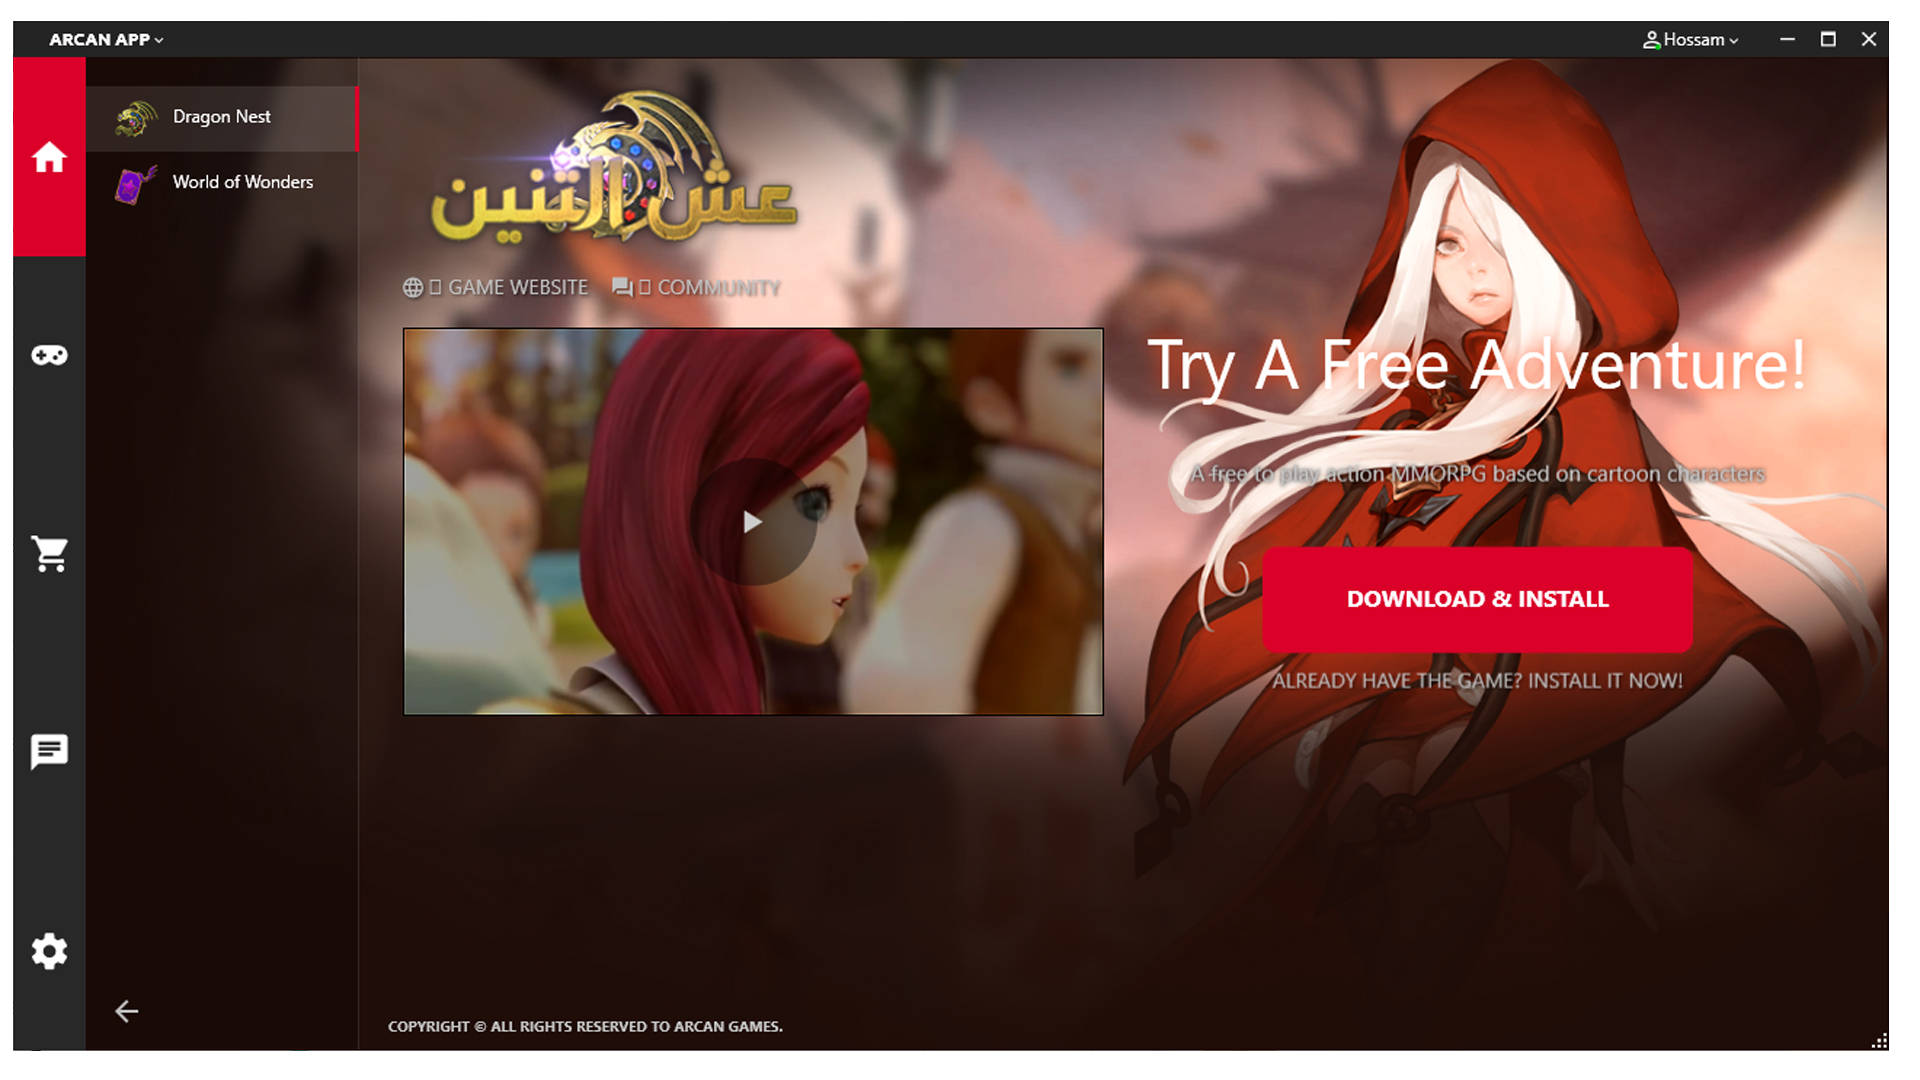 ARCAN APP
Hossam
Dragon Nest
World of Wonders
عش التنين
GAME WEBSITE
COMMUNITY
Try A Free Adventure!
A free to play action MMORPG based on cartoon characters
DOWNLOAD & INSTALL
ALREADY HAVE THE GAME? INSTALL IT NOW!
COPYRIGHT © ALL RIGHTS RESERVED TO ARCAN GAMES.